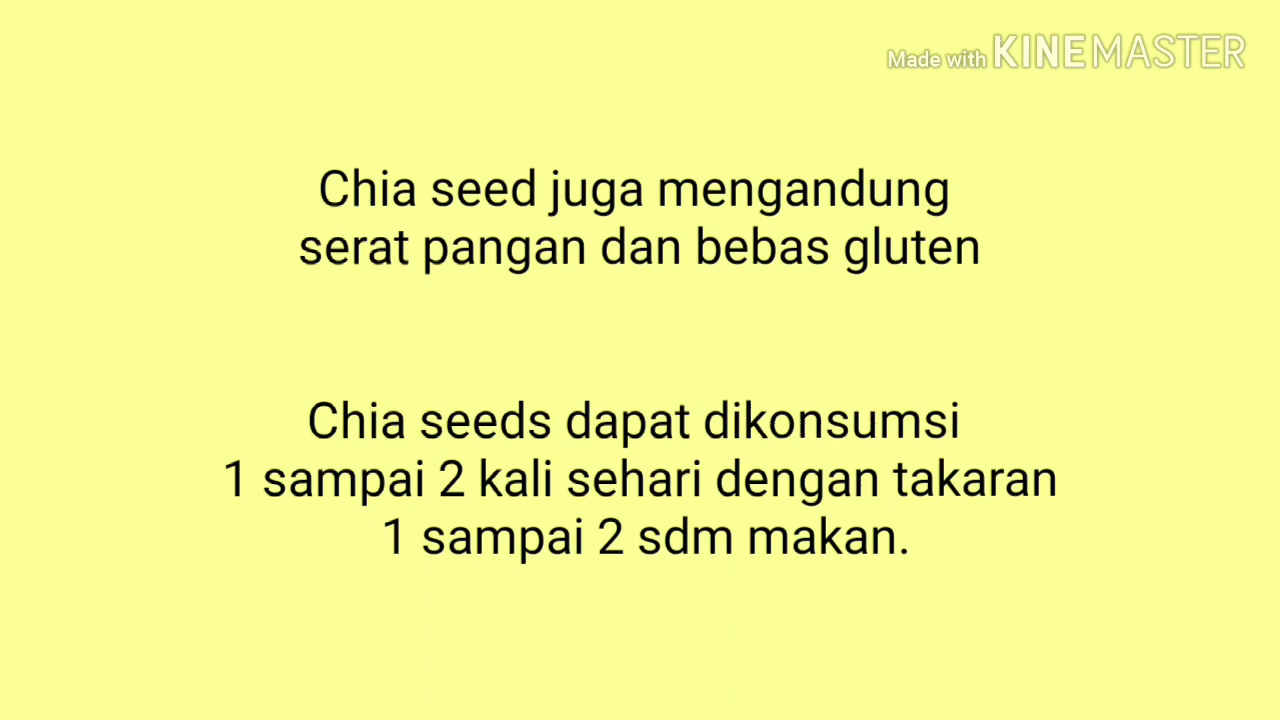 Made with KINEMASTER
Chia seed juga mengandung
serat pangan dan bebas gluten
Chia seeds dapat dikonsumsi
1 sampai 2 kali sehari dengan takaran
1 sampai 2 sdm makan.